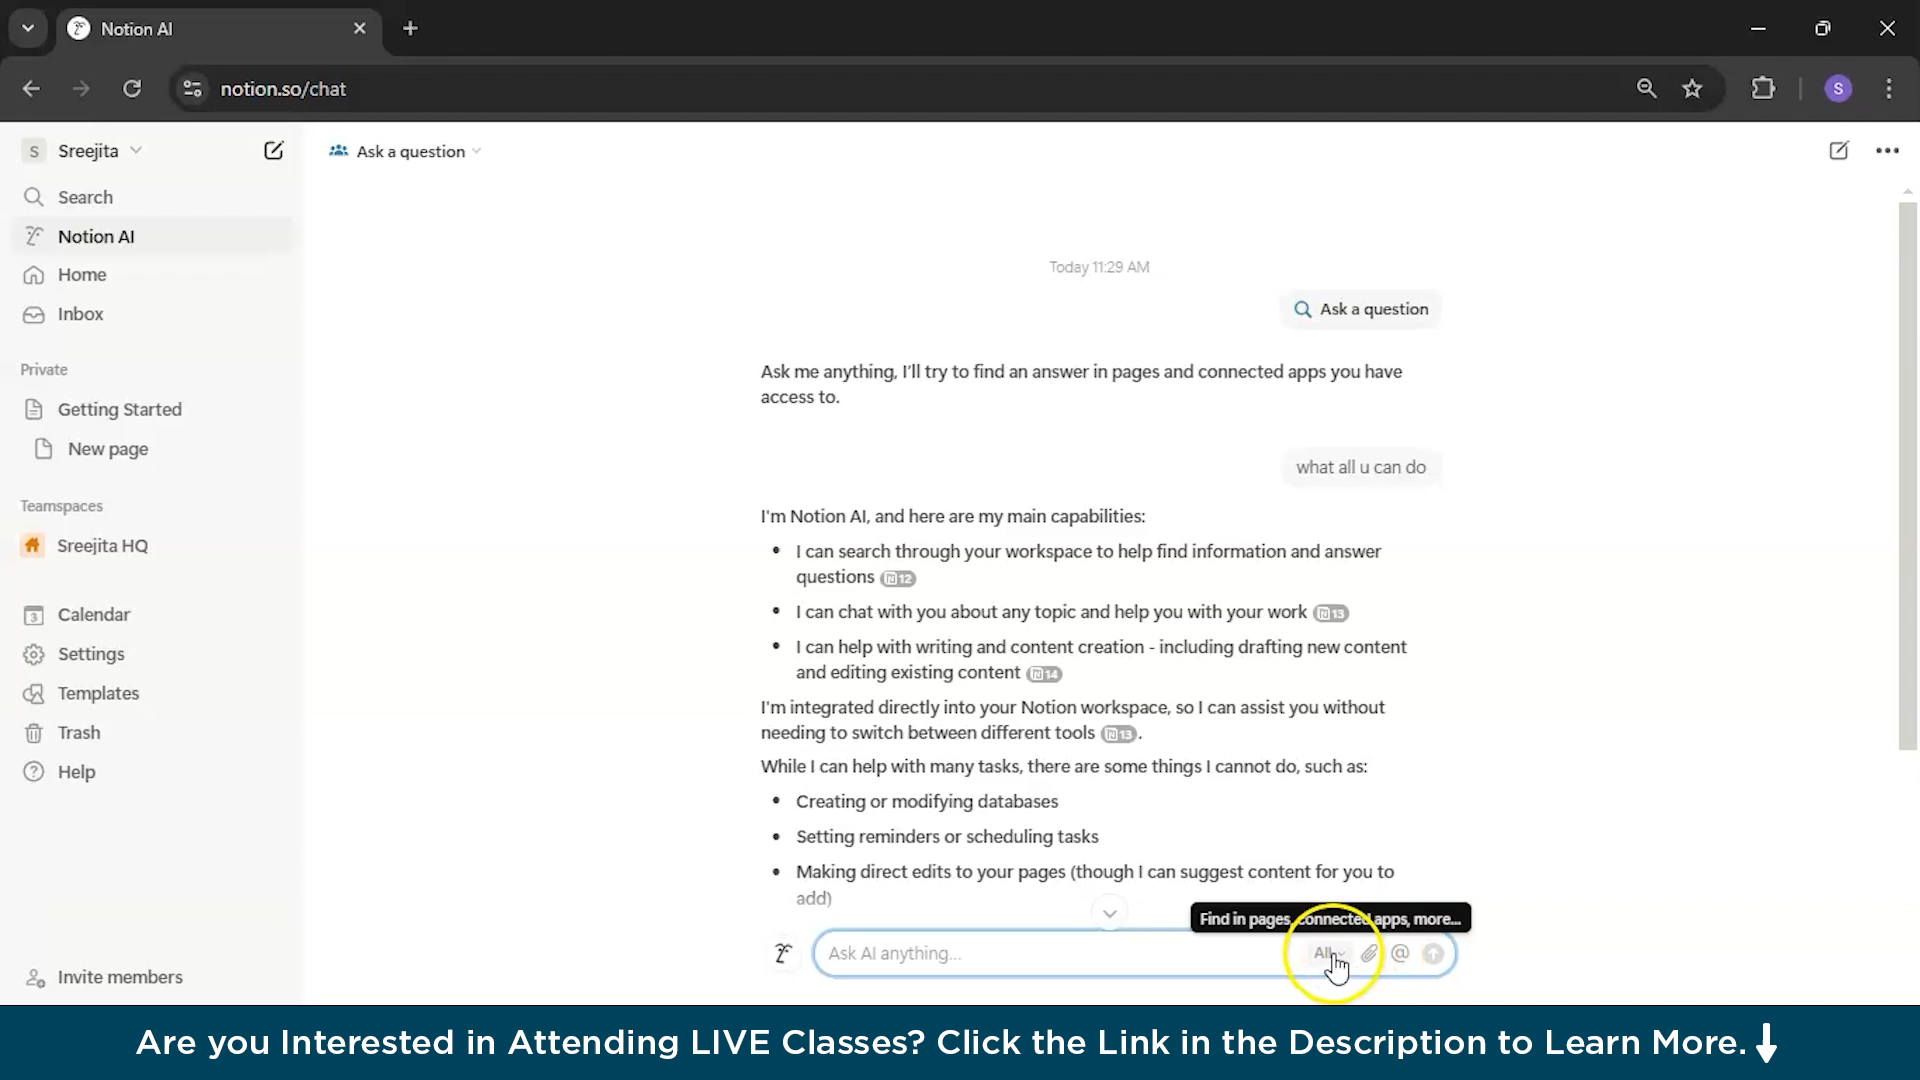 Notion AI
notion.so/chat
S
S
Sreejita
Search
Notion AI
Home
Inbox
Private
Getting Started
New page
Teamspaces
Sreejita HQ
3
Calendar
Settings
Templates
Trash
Help
Invite members
Ask a question
Today 11:29 AM
Ask a question
Ask me anything, I'll try to find an answer in pages and connected apps you have
access to.
what all u can do
I'm Notion AI, and here are my main capabilities:
• I can search through your workspace to help find information and answer
questions 12
• I can chat with you about any topic and help you with your work 13
• I can help with writing and content creation - including drafting new content
and editing existing content 14
I'm integrated directly into your Notion workspace, so I can assist you without
needing to switch between different tools 13.
While I can help with many tasks, there are some things I cannot do, such as:
• Creating or modifying databases
• Setting reminders or scheduling tasks
• Making direct edits to your pages (though I can suggest content for you to
add)
Find in pages, connected apps, more...
Ask AI anything...
All
@
Are you Interested in Attending LIVE Classes? Click the Link in the Description to Learn More.